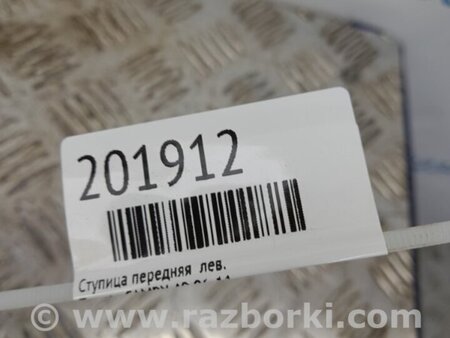 201912
Ступица передняя лев.
www.razborki.com